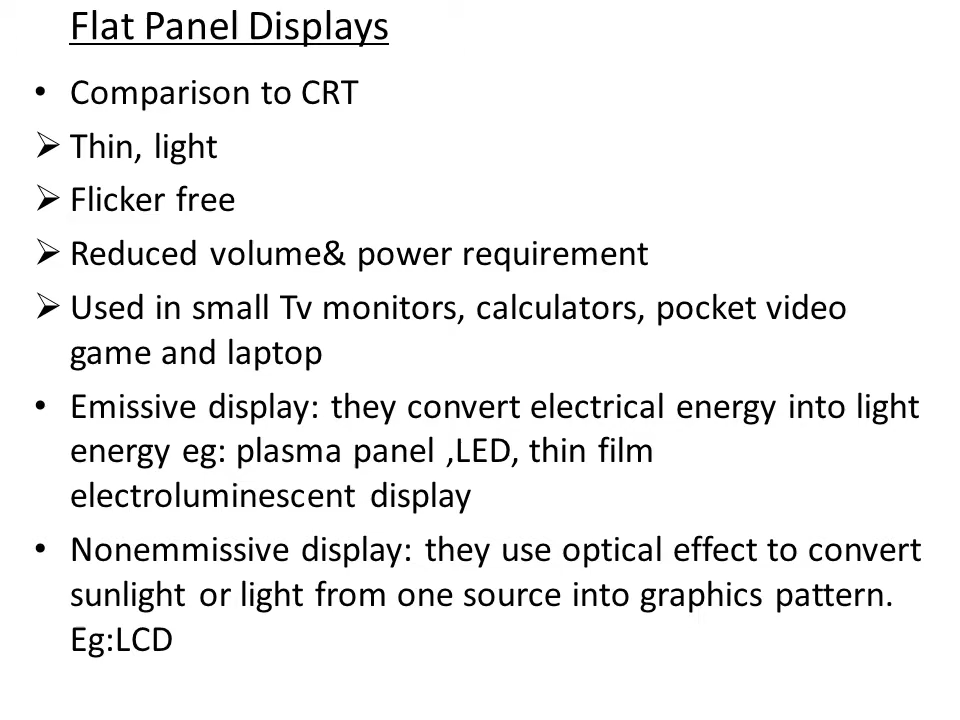 Flat Panel Displays
• Comparison to CRT
➢ Thin, light
➢ Flicker free
➢ Reduced volume& power requirement
➢ Used in small Tv monitors, calculators, pocket video
game and laptop
• Emissive display: they convert electrical energy into light
energy eg: plasma panel ,LED, thin film
electroluminescent display
• Nonemmissive display: they use optical effect to convert
sunlight or light from one source into graphics pattern.
Eg:LCD